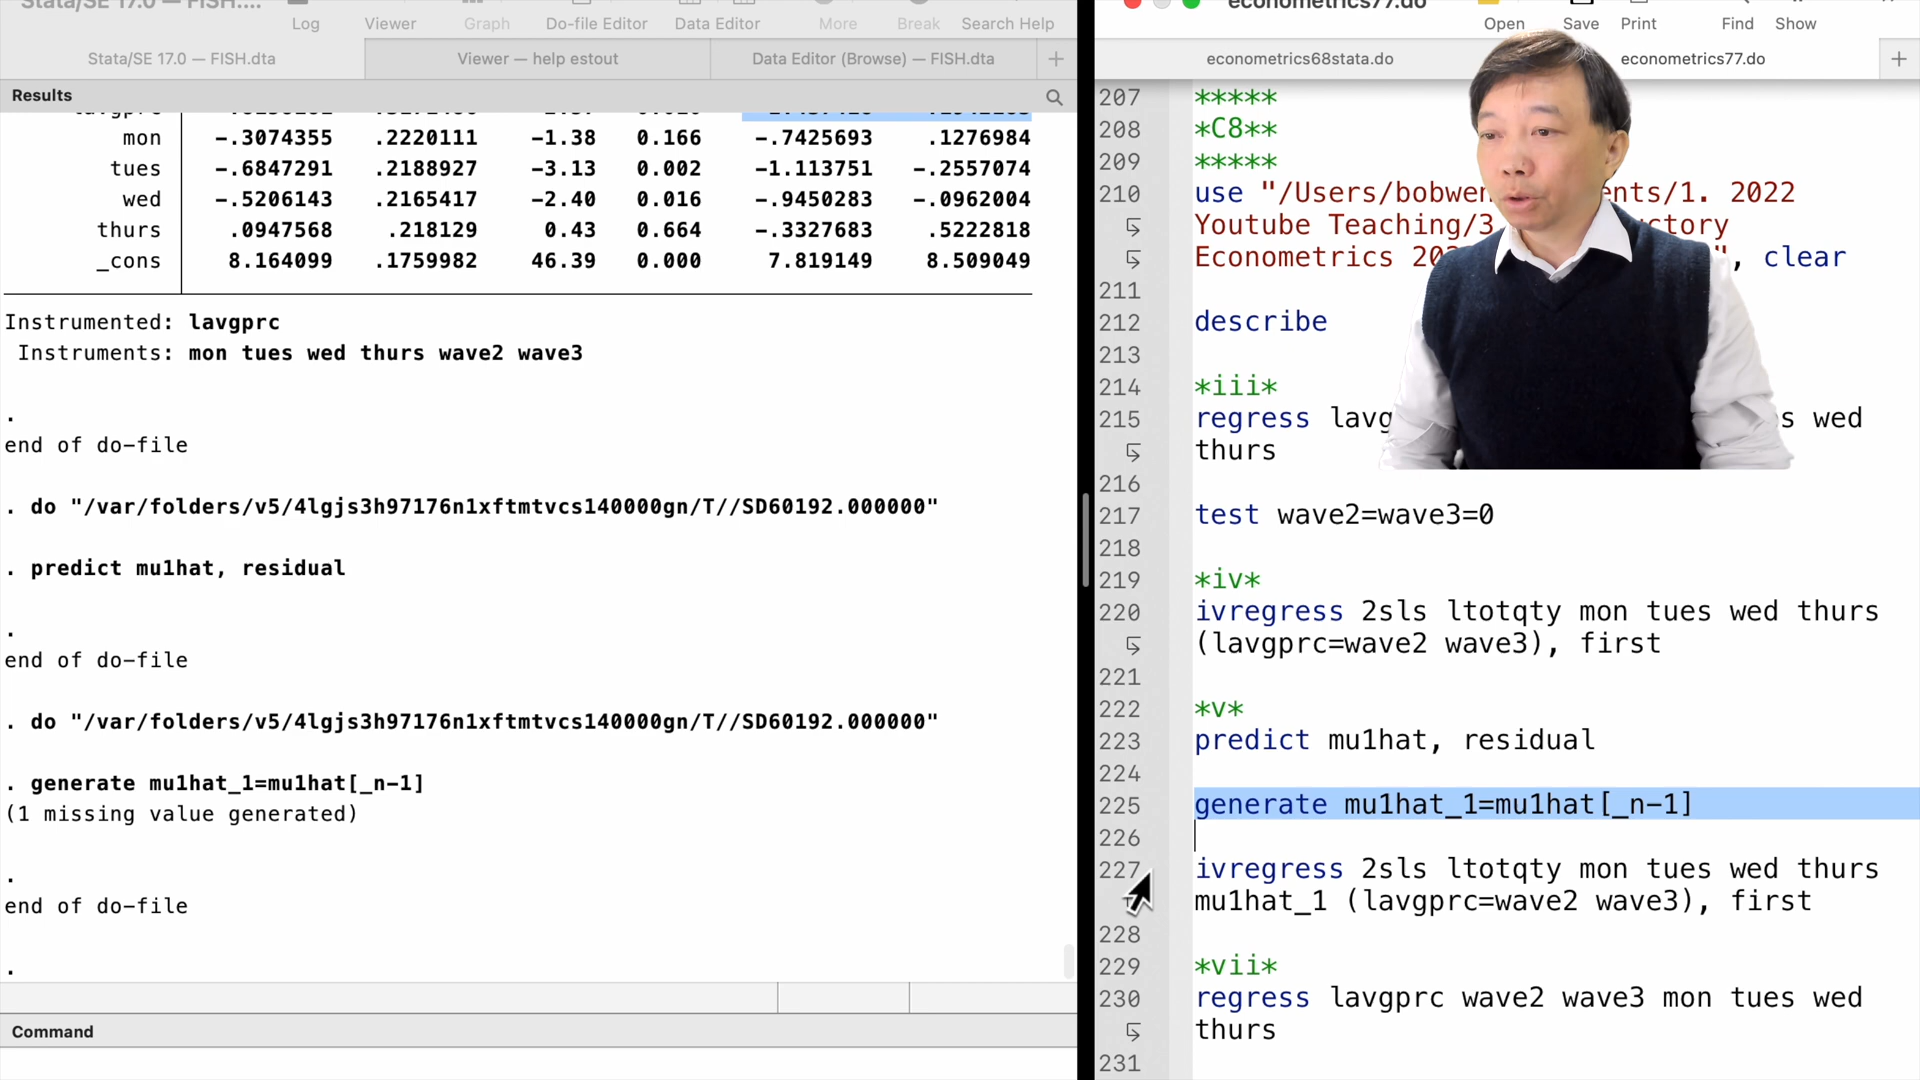 Stata/SE 17.0 — FISH....
Log
Viewer
Graph
Do-file Editor
Data Editor
More
Break
Search Help
Stata/SE 17.0 — FISH.dta
Viewer — help estout
Data Editor (Browse) — FISH.dta
+
Results
mon -.3074355 .2220111 -1.38 0.166 -.7425693 .1276984
tues -.6847291 .2188927 -3.13 0.002 -1.113751 -.2557074
wed -.5206143 .2165417 -2.40 0.016 -.9450283 -.0962004
thurs .0947568 .218129 0.43 0.664 -.3327683 .5222818
_cons 8.164099 .1759982 46.39 0.000 7.819149 8.509049
Instrumented: lavgprc
Instruments: mon tues wed thurs wave2 wave3
.
end of do-file
. do "/var/folders/v5/4lgjs3h97176n1xftmtvcs140000gn/T//SD60192.000000"
. predict mu1hat, residual
.
end of do-file
. do "/var/folders/v5/4lgjs3h97176n1xftmtvcs140000gn/T//SD60192.000000"
. generate mu1hat_1=mu1hat[_n-1]
(1 missing value generated)
.
end of do-file
.
Command
econometrics77.do
Open
Save
Print
Find
Show
econometrics68stata.do
econometrics77.do
+
207 *****
208 *C8**
209 *****
210 use "/Users/bobwen ents/1. 2022
Youtube Teaching/3 ctory
Econometrics 20 ", clear
211
212 describe
213
214 *iii*
215 regress lavg s wed
thurs
216
217 test wave2=wave3=0
218
219 *iv*
220 ivregress 2sls ltotqty mon tues wed thurs
(lavgprc=wave2 wave3), first
221
222 *v*
223 predict mu1hat, residual
224
225 generate mu1hat_1=mu1hat[_n-1]
226
227 ivregress 2sls ltotqty mon tues wed thurs
mu1hat_1 (lavgprc=wave2 wave3), first
228
229 *vii*
230 regress lavgprc wave2 wave3 mon tues wed
thurs
231